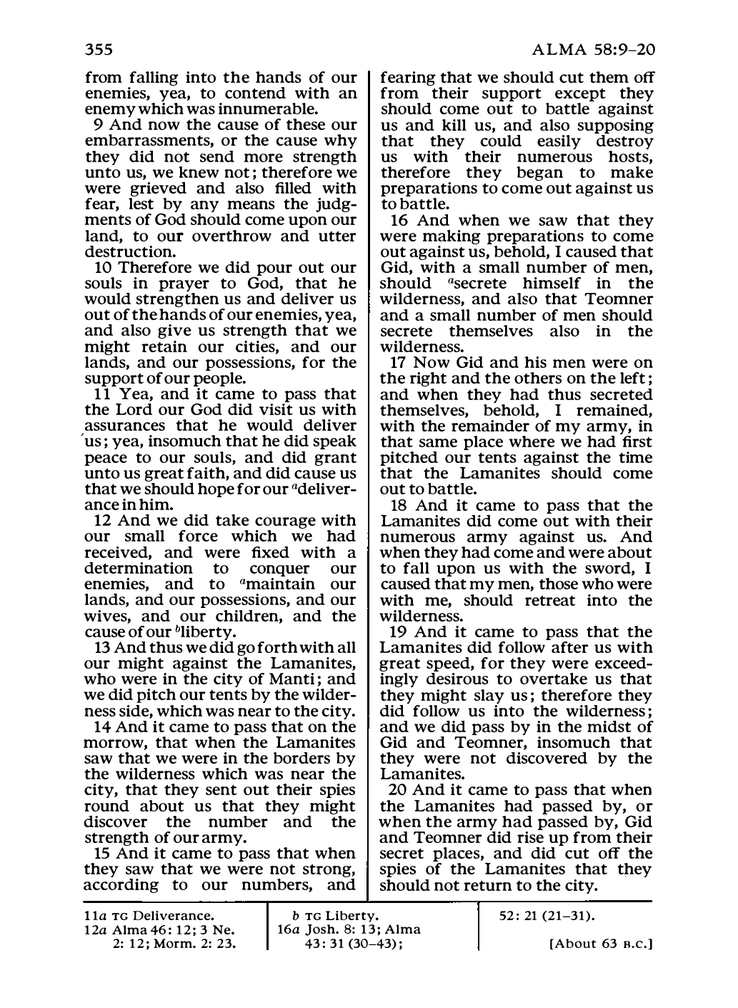 355
ALMA 58:9–20
from falling into the hands of our
enemies, yea, to contend with an
enemy which was innumerable.
9 And now the cause of these our
embarrassments, or the cause why
they did not send more strength
unto us, we knew not; therefore we
were grieved and also filled with
fear, lest by any means the judg-
ments of God should come upon our
land, to our overthrow and utter
destruction.
10 Therefore we did pour out our
souls in prayer to God, that he
would strengthen us and deliver us
out of the hands of our enemies, yea,
and also give us strength that we
might retain our cities, and our
lands, and our possessions, for the
support of our people.
11 Yea, and it came to pass that
the Lord our God did visit us with
assurances that he would deliver
us; yea, insomuch that he did speak
peace to our souls, and did grant
unto us great faith, and did cause us
that we should hope for our adeliver-
ance in him.
12 And we did take courage with
our small force which we had
received, and were fixed with a
determination to conquer our
enemies, and to amaintain our
lands, and our possessions, and our
wives, and our children, and the
cause of our bliberty.
13 And thus we did go forth with all
our might against the Lamanites,
who were in the city of Manti; and
we did pitch our tents by the wilder-
ness side, which was near to the city.
14 And it came to pass that on the
morrow, that when the Lamanites
saw that we were in the borders by
the wilderness which was near the
city, that they sent out their spies
round about us that they might
discover the number and the
strength of our army.
15 And it came to pass that when
they saw that we were not strong,
according to our numbers, and
fearing that we should cut them off
from their support except they
should come out to battle against
us and kill us, and also supposing
that they could easily destroy
us with their numerous hosts,
therefore they began to make
preparations to come out against us
to battle.
16 And when we saw that they
were making preparations to come
out against us, behold, I caused that
Gid, with a small number of men,
should asecrete himself in the
wilderness, and also that Teomner
and a small number of men should
secrete themselves also in the
wilderness.
17 Now Gid and his men were on
the right and the others on the left;
and when they had thus secreted
themselves, behold, I remained,
with the remainder of my army, in
that same place where we had first
pitched our tents against the time
that the Lamanites should come
out to battle.
18 And it came to pass that the
Lamanites did come out with their
numerous army against us. And
when they had come and were about
to fall upon us with the sword, I
caused that my men, those who were
with me, should retreat into the
wilderness.
19 And it came to pass that the
Lamanites did follow after us with
great speed, for they were exceed-
ingly desirous to overtake us that
they might slay us; therefore they
did follow us into the wilderness;
and we did pass by in the midst of
Gid and Teomner, insomuch that
they were not discovered by the
Lamanites.
20 And it came to pass that when
the Lamanites had passed by, or
when the army had passed by, Gid
and Teomner did rise up from their
secret places, and did cut off the
spies of the Lamanites that they
should not return to the city.
11a TG Deliverance.
12a Alma 46: 12; 3 Ne.
2: 12; Morm. 2: 23.
b TG Liberty.
16a Josh. 8: 13; Alma
43: 31 (30–43);
52: 21 (21–31).
[About 63 B.C.]